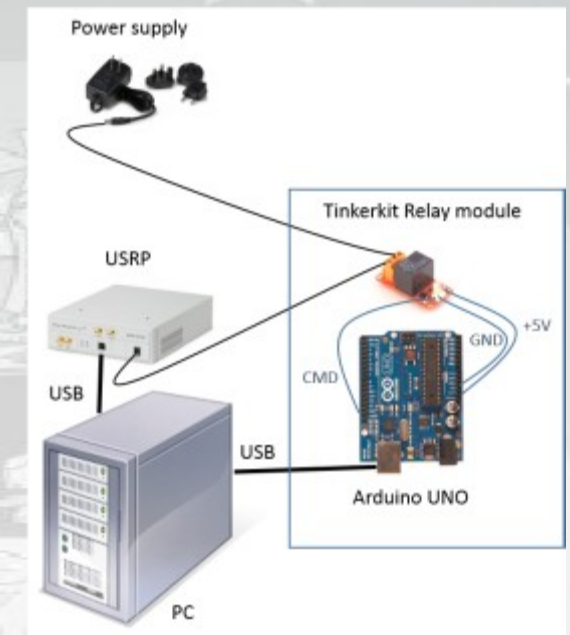 Power supply
Tinkerkit Relay module
USRP
+5V
GND
CMD
USB
USB
Arduino UNO
PC